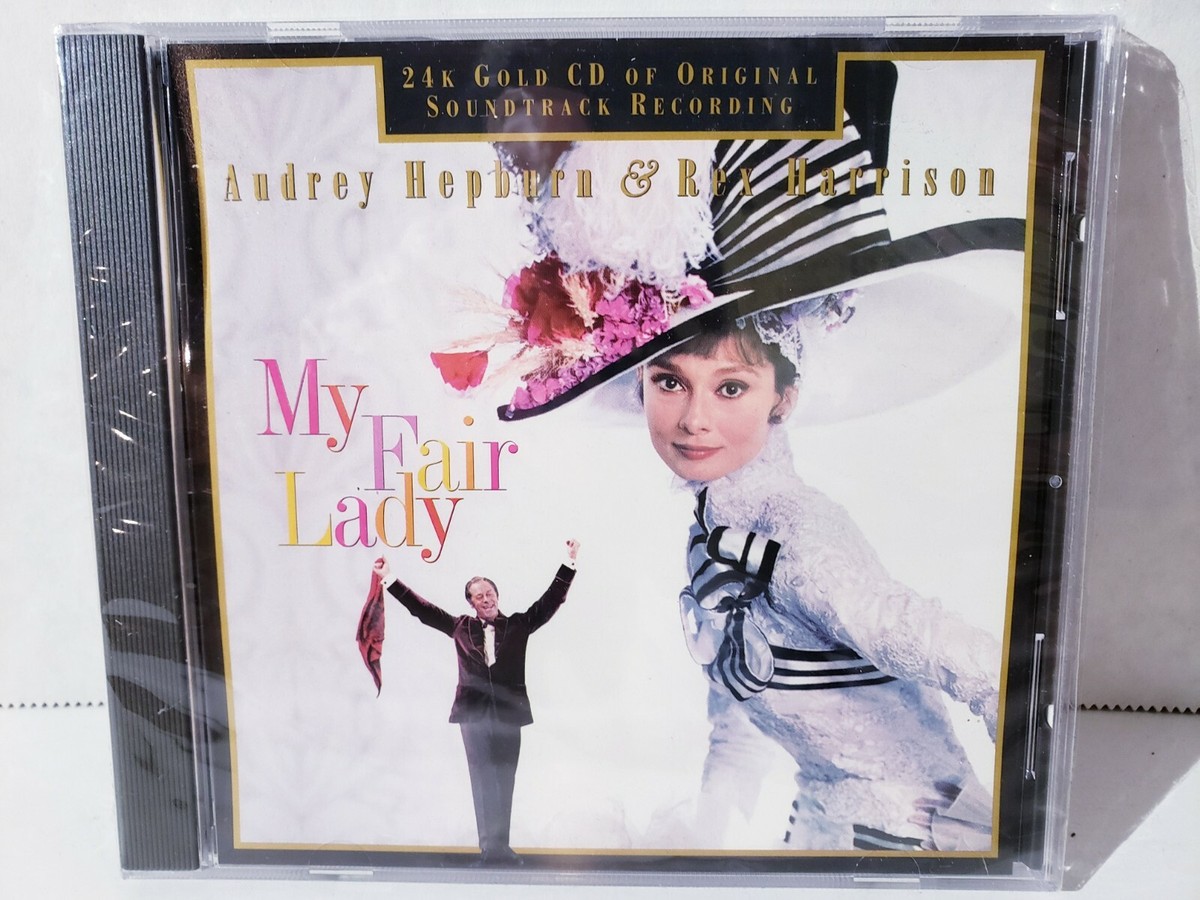 24K GOLD CD OF ORIGINAL
SOUNDTRACK RECORDING
Audrey Hepburn & Rex Harrison
My
Fair
Lady